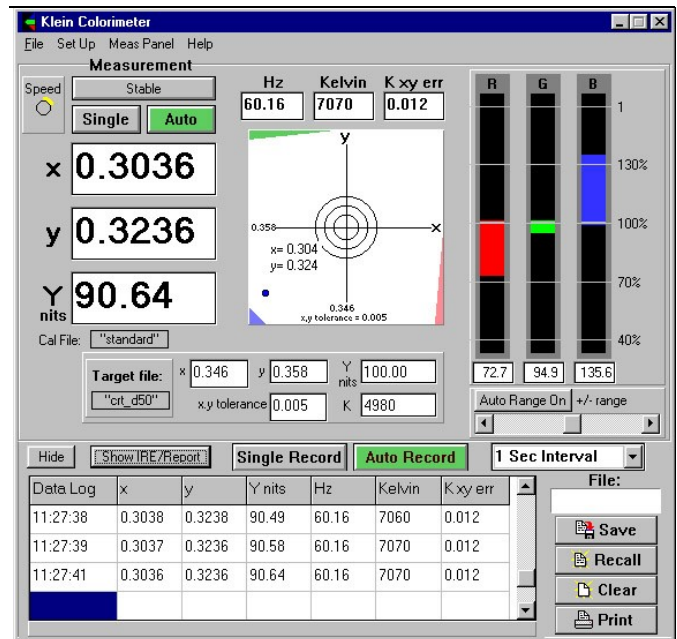 Klein Colorimeter
File Set Up Meas Panel Help
Measurement
Speed
Stable
Single Auto
x 0.3036
y 0.3236
Y nits 90.64
Cal File: "standard"
Hz Kelvin K xy err
60.16 7070 0.012
y
0.358
x
x= 0.304
y= 0.324
0.346
x,y tolerance = 0.005
R G B
1
130%
100%
70%
40%
72.7 94.9 135.6
Auto Range On +/- range
Target file: x 0.346 y 0.358 Y nits 100.00
"crt_d50" x.y tolerance 0.005 K 4980
Hide Show IRE/Report Single Record Auto Record 1 Sec Interval
Data Log x y Y nits Hz Kelvin K xy err
11:27:38 0.3038 0.3238 90.49 60.16 7060 0.012
11:27:39 0.3037 0.3236 90.58 60.16 7070 0.012
11:27:41 0.3036 0.3236 90.64 60.16 7070 0.012
File:
Save
Recall
Clear
Print